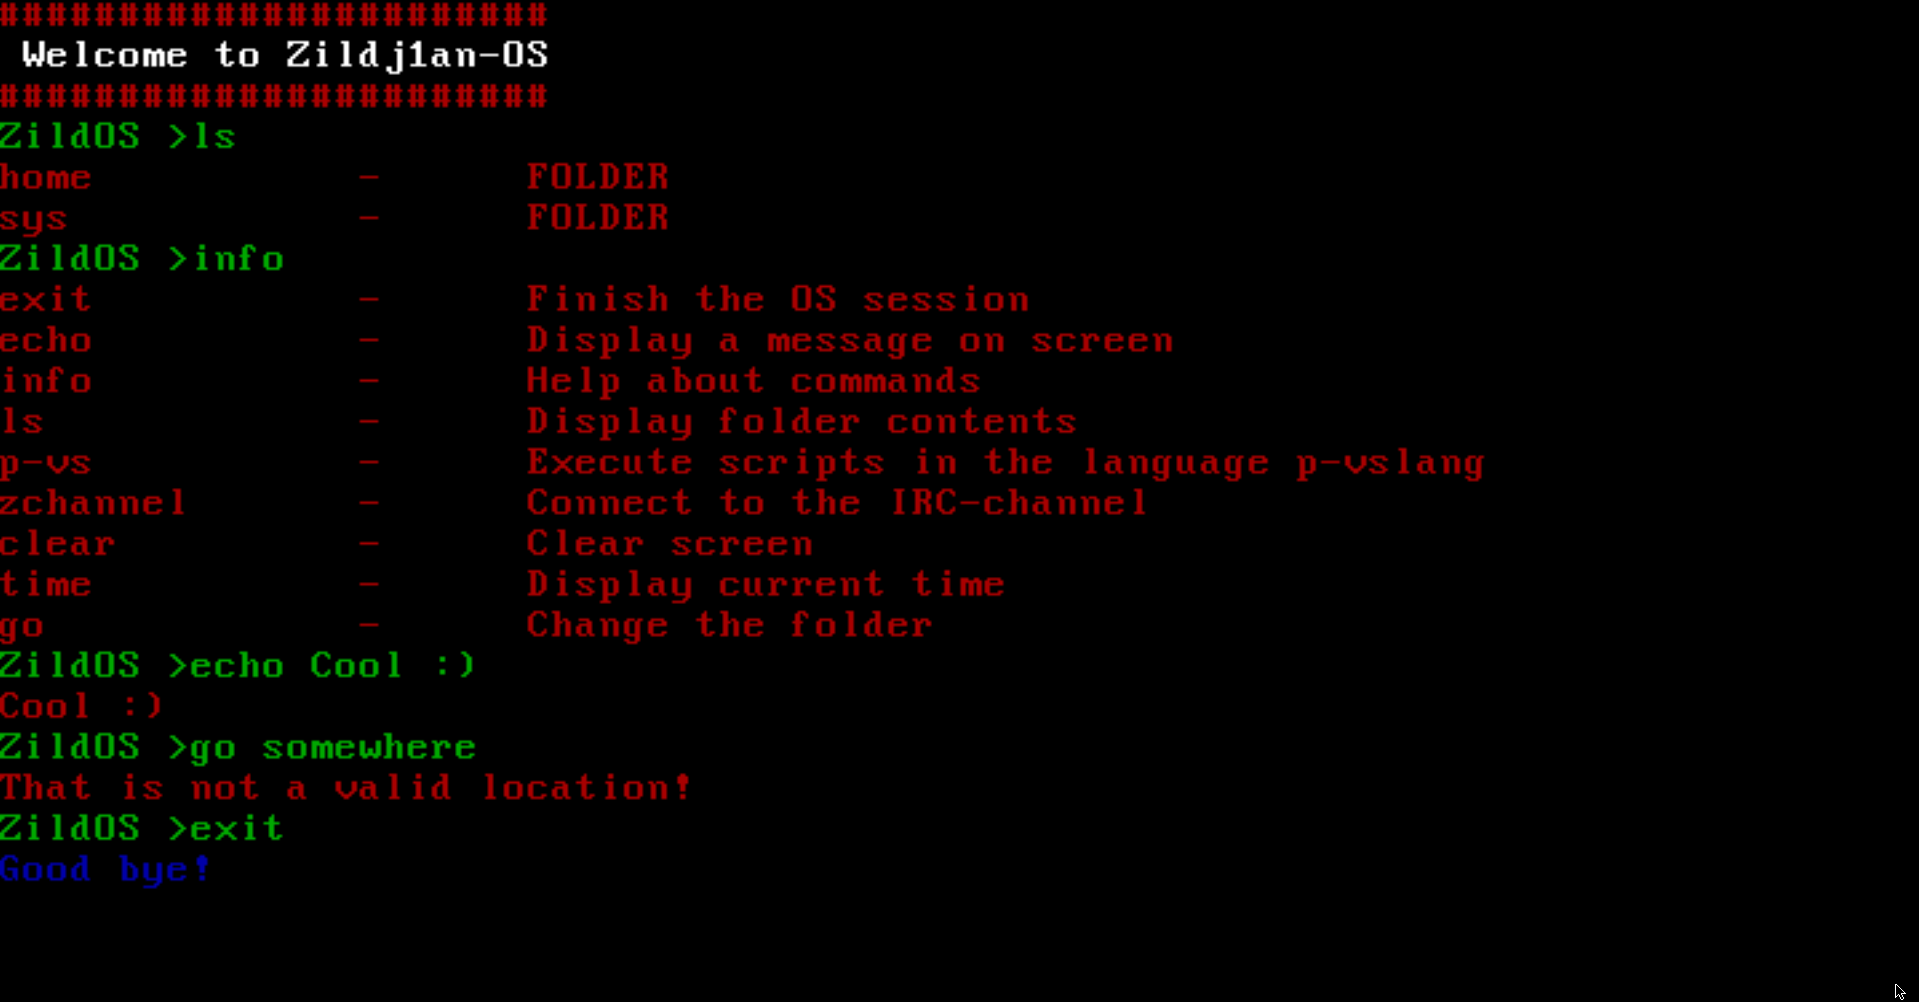 #######################
Welcome to Zildj1an-OS
#######################
ZildOS >ls
home - FOLDER
sys - FOLDER
ZildOS >info
exit - Finish the OS session
echo - Display a message on screen
info - Help about commands
ls - Display folder contents
p-vs - Execute scripts in the language p-vslang
zchannel - Connect to the IRC-channel
clear - Clear screen
time - Display current time
go - Change the folder
ZildOS >echo Cool :)
Cool :)
ZildOS >go somewhere
That is not a valid location!
ZildOS >exit
Good bye!